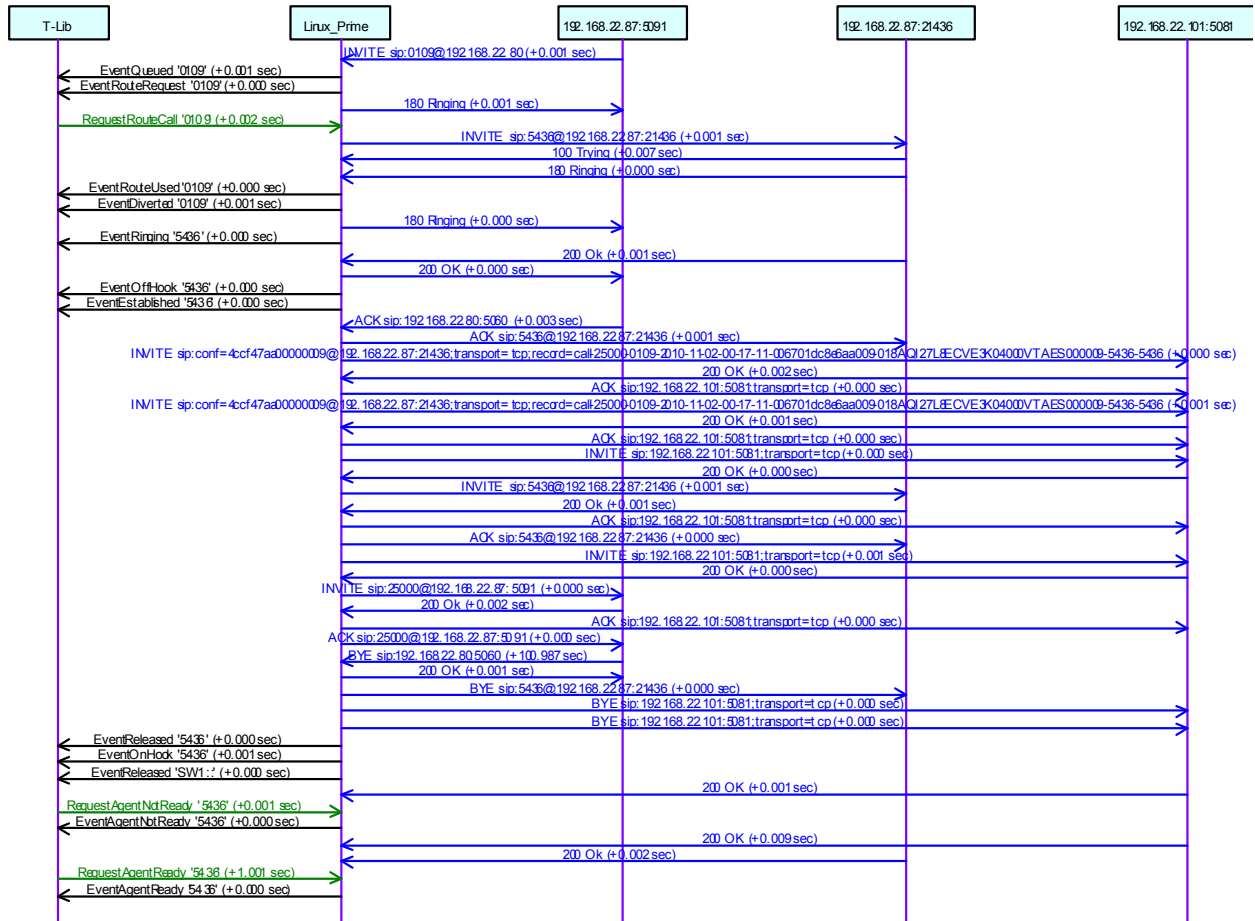 T-Lib
Linux_Prime
192.168.22.87:5091
192.168.22.87:21436
192.168.22.101:5081
INVITE sip:0109@192.168.22.80 (+0.001 sec)
EventQueued '0109' (+0.001 sec)
EventRouteRequest '0109' (+0.000 sec)
180 Ringing (+0.001 sec)
RequestRouteCall '0109' (+0.002 sec)
INVITE sip:5436@192.168.22.87:21436 (+0.001 sec)
100 Trying (+0.007 sec)
180 Ringing (+0.000 sec)
EventRouteUsed '0109' (+0.000 sec)
EventDiverted '0109' (+0.001 sec)
180 Ringing (+0.000 sec)
EventRinging '5436' (+0.000 sec)
200 Ok (+0.001 sec)
200 OK (+0.000 sec)
EventOffHook '5436' (+0.000 sec)
EventEstablished '5436' (+0.000 sec)
ACK sip:192.168.22.80:5060 (+0.003 sec)
ACK sip:5436@192.168.22.87:21436 (+0.001 sec)
INVITE sip:conf=4ccf47aa00000009@192.168.22.87:21436;transport=tcp;record=call-25000-0109-2010-11-02-00-17-11-006701dc8e6aa009-018AQI27L8ECVE3K04000VTAES000009-5436-5436 (+0.000 sec)
200 OK (+0.002 sec)
ACK sip:192.168.22.101:5081;transport=tcp (+0.000 sec)
INVITE sip:conf=4ccf47aa00000009@192.168.22.87:21436;transport=tcp;record=call-25000-0109-2010-11-02-00-17-11-006701dc8e6aa009-018AQI27L8ECVE3K04000VTAES000009-5436-5436 (+0.001 sec)
200 OK (+0.001 sec)
ACK sip:192.168.22.101:5081;transport=tcp (+0.000 sec)
INVITE sip:192.168.22.101:5081;transport=tcp (+0.000 sec)
200 OK (+0.000 sec)
INVITE sip:5436@192.168.22.87:21436 (+0.001 sec)
200 Ok (+0.001 sec)
ACK sip:192.168.22.101:5081;transport=tcp (+0.000 sec)
ACK sip:5436@192.168.22.87:21436 (+0.000 sec)
INVITE sip:192.168.22.101:5081;transport=tcp (+0.001 sec)
200 OK (+0.000 sec)
INVITE sip:25000@192.168.22.87:5091 (+0.000 sec)
200 Ok (+0.002 sec)
ACK sip:192.168.22.101:5081;transport=tcp (+0.000 sec)
ACK sip:25000@192.168.22.87:5091 (+0.000 sec)
BYE sip:192.168.22.80:5060 (+100.987 sec)
200 OK (+0.001 sec)
BYE sip:5436@192.168.22.87:21436 (+0.000 sec)
BYE sip:192.168.22.101:5081;transport=tcp (+0.000 sec)
BYE sip:192.168.22.101:5081;transport=tcp (+0.000 sec)
EventReleased '5436' (+0.000 sec)
EventOnHook '5436' (+0.001 sec)
EventReleased 'SW1::' (+0.000 sec)
200 OK (+0.001 sec)
RequestAgentNotReady '5436' (+0.001 sec)
EventAgentNotReady '5436' (+0.000 sec)
200 OK (+0.009 sec)
200 Ok (+0.002 sec)
RequestAgentReady '5436' (+1.001 sec)
EventAgentReady '5436' (+0.000 sec)